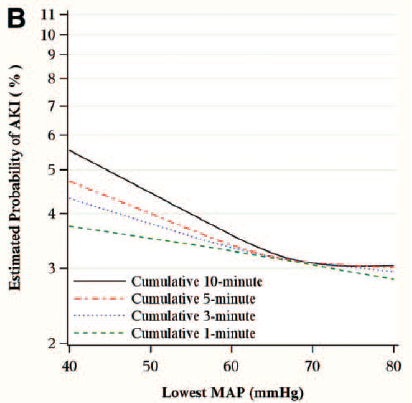 B
11
10
9
8
7
6
5
4
3
2
Estimated Probability of AKI ( % )
Cumulative 10-minute
Cumulative 5-minute
Cumulative 3-minute
Cumulative 1-minute
40 50 60 70 80
Lowest MAP (mmHg)